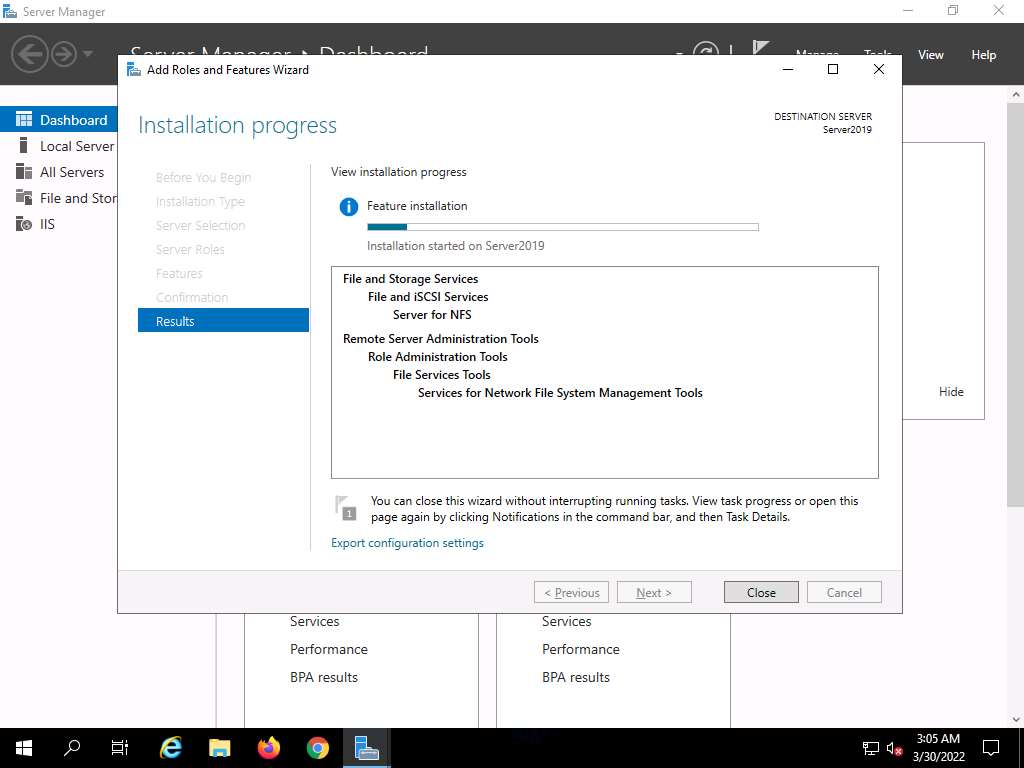 Server Manager
Server Manager ▸ Dashboard
Manage Tools View Help
Add Roles and Features Wizard
Installation progress
DESTINATION SERVER
Server2019
Dashboard
Local Server
All Servers
File and Stor
IIS
Before You Begin
Installation Type
Server Selection
Server Roles
Features
Confirmation
Results
View installation progress
Feature installation
Installation started on Server2019
File and Storage Services
File and iSCSI Services
Server for NFS
Remote Server Administration Tools
Role Administration Tools
File Services Tools
Services for Network File System Management Tools
Hide
1
You can close this wizard without interrupting running tasks. View task progress or open this
page again by clicking Notifications in the command bar, and then Task Details.
Export configuration settings
< Previous Next > Close Cancel
Services
Performance
BPA results
Services
Performance
BPA results
3:05 AM
3/30/2022